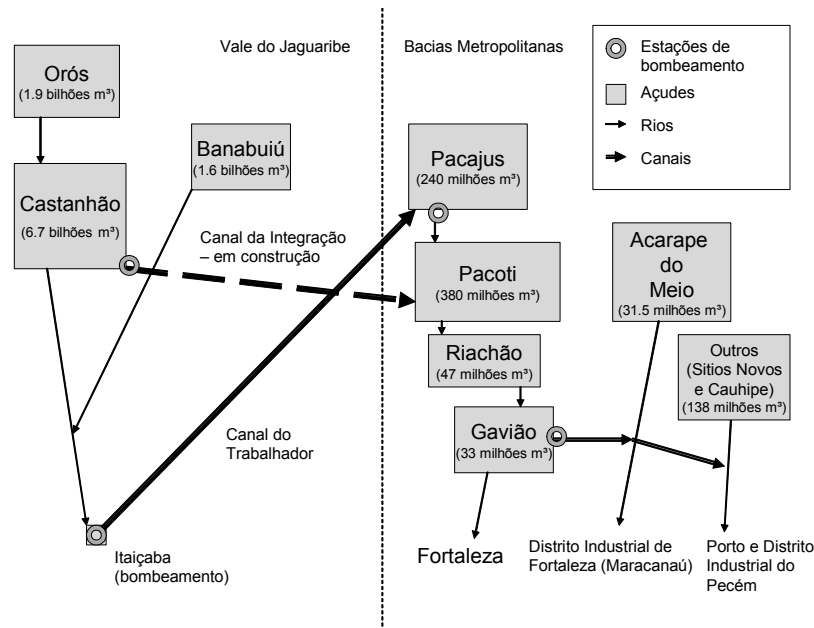 Vale do Jaguaribe
Bacias Metropolitanas
Estações de
bombeamento
Açudes
Rios
Canais
Orós
(1.9 bilhões m³)
Banabuiú
(1.6 bilhões m³)
Castanhão
(6.7 bilhões m³)
Canal da Integração
– em construção
Canal do
Trabalhador
Itaiçaba
(bombeamento)
Pacajus
(240 milhões m³)
Pacoti
(380 milhões m³)
Riachão
(47 milhões m³)
Gavião
(33 milhões m³)
Acarape
do
Meio
(31.5 milhões m³)
Outros
(Sitios Novos
e Cauhipe)
(138 milhões m³)
Fortaleza
Distrito Industrial de
Fortaleza (Maracanaú)
Porto e Distrito
Industrial do
Pecém